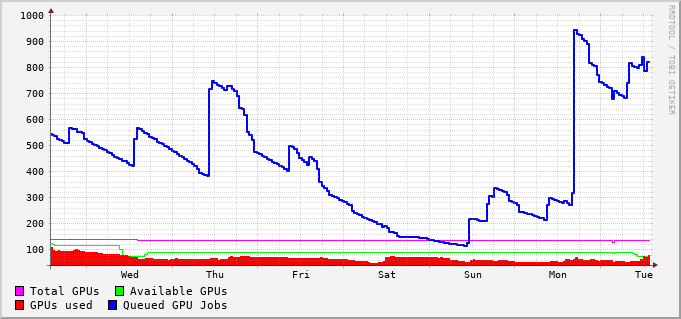 1000
900
800
700
600
500
400
300
200
100
Wed Thu Fri Sat Sun Mon Tue
Total GPUs Available GPUs
GPUs used Queued GPU Jobs
RRDTOOL / TOBI OETIKER